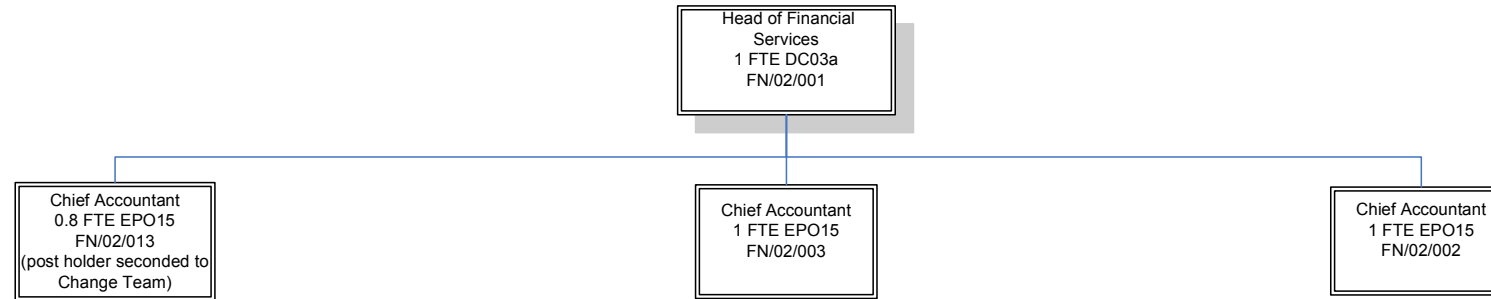 Head of Financial
Services
1 FTE DC03a
FN/02/001
Chief Accountant
0.8 FTE EPO15
FN/02/013
(post holder seconded to
Change Team)
Chief Accountant
1 FTE EPO15
FN/02/003
Chief Accountant
1 FTE EPO15
FN/02/002